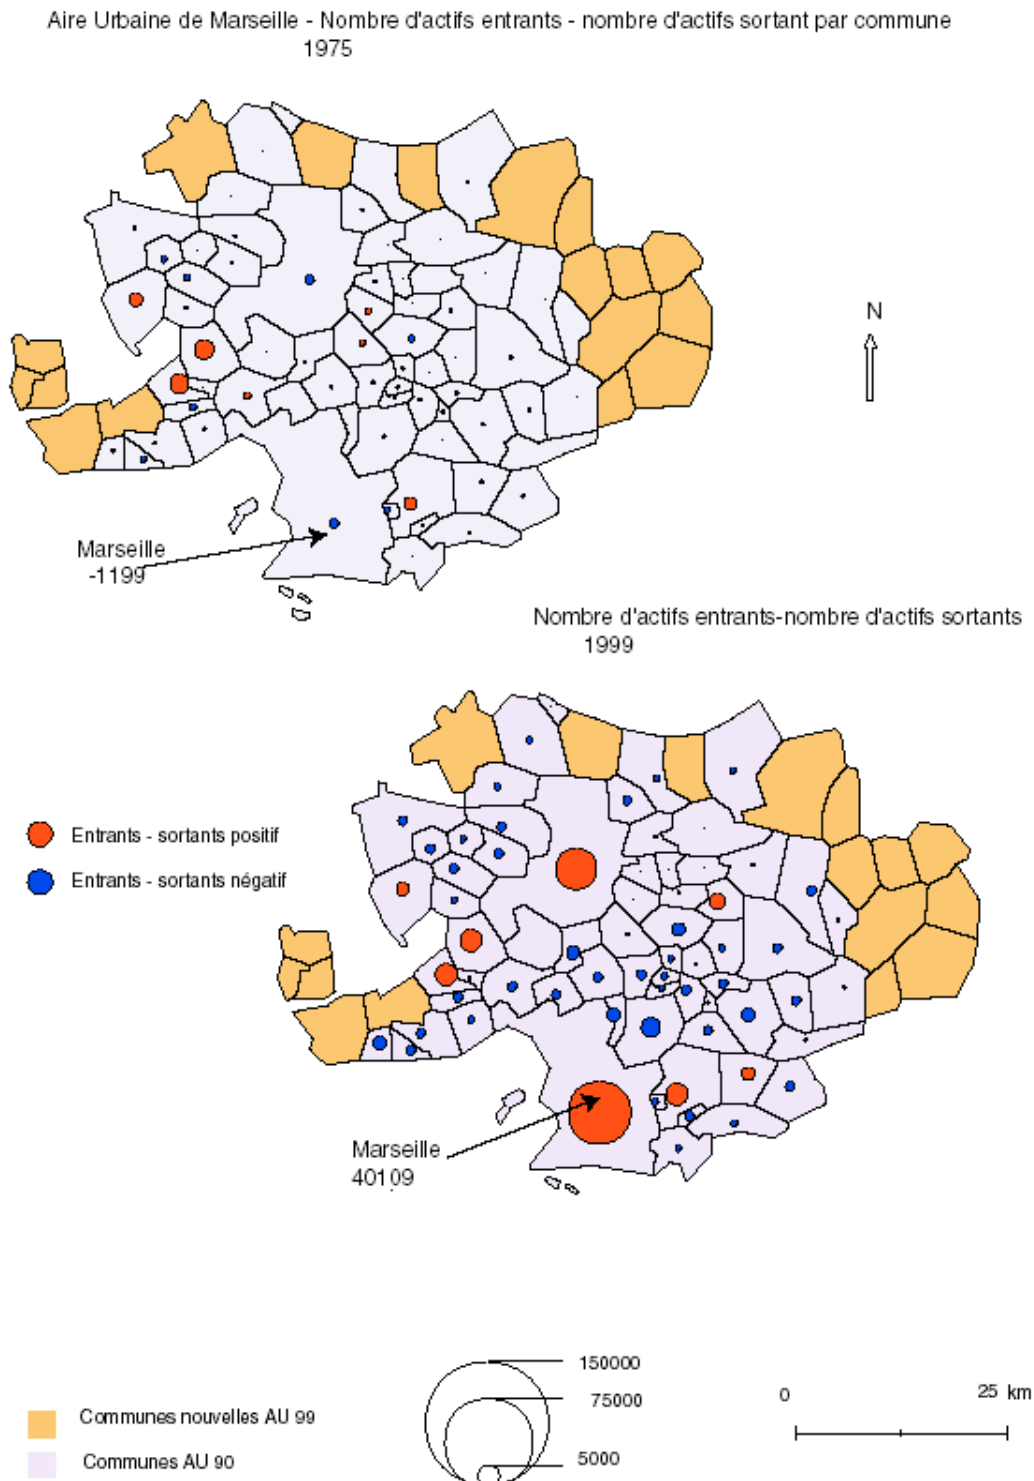 Aire Urbaine de Marseille - Nombre d'actifs entrants - nombre d'actifs sortant par commune
1975
N
Marseille
-1199
Nombre d'actifs entrants-nombre d'actifs sortants
1999
Entrants - sortants positif
Entrants - sortants négatif
Marseille
40109
150000
75000
5000
0 25 km
Communes nouvelles AU 99
Communes AU 90